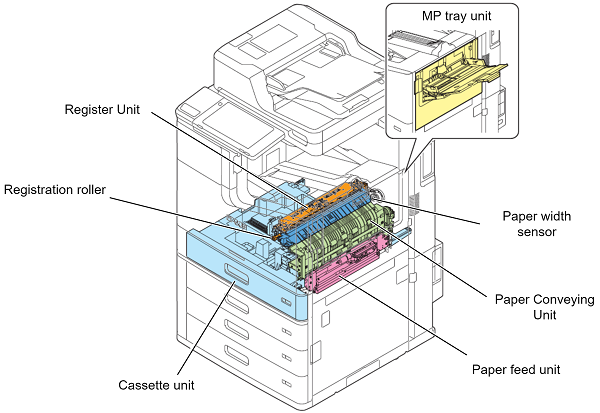 MP tray unit
Register Unit
Registration roller
Paper width
sensor
Paper Conveying
Unit
Paper feed unit
Cassette unit